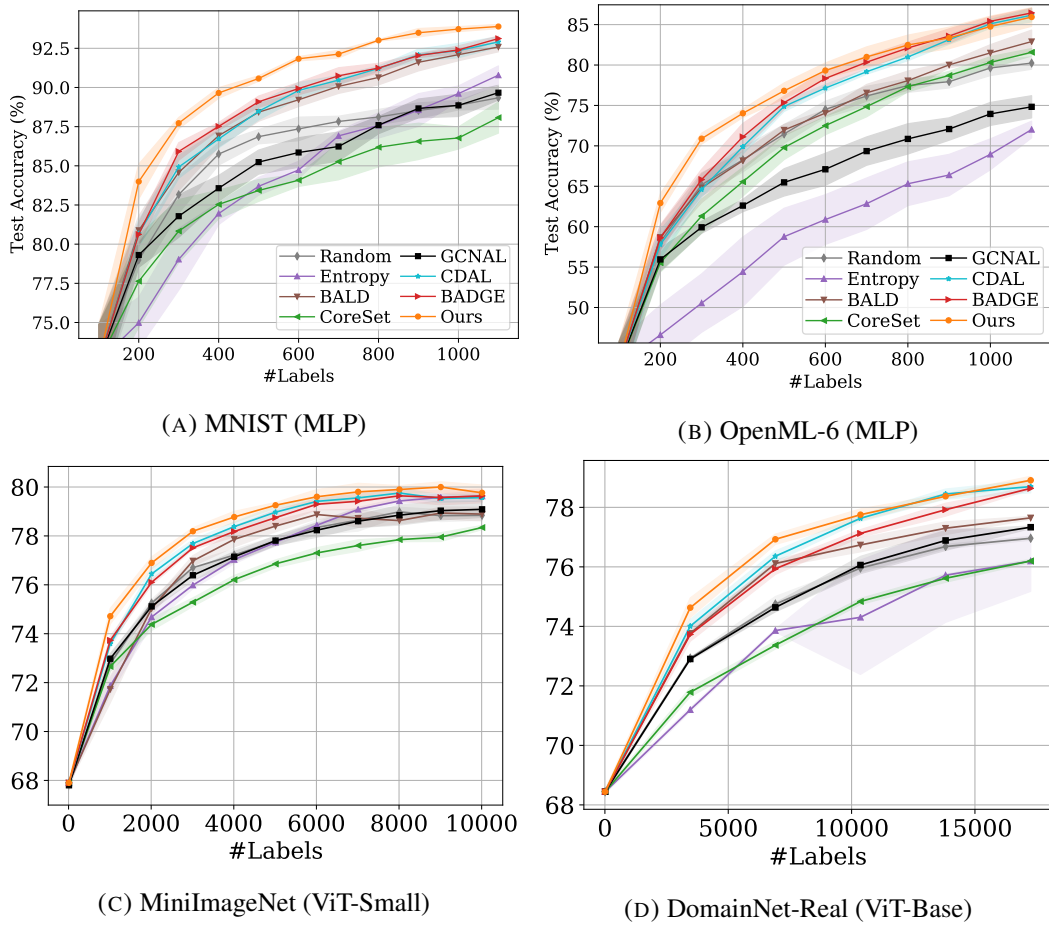 92.5
90.0
87.5
85.0
82.5
80.0
77.5
75.0
Test Accuracy (%)
200 400 600 800 1000
#Labels
Random
Entropy
BALD
CoreSet
GCNAL
CDAL
BADGE
Ours
(A) MNIST (MLP)
85
80
75
70
65
60
55
50
Test Accuracy (%)
200 400 600 800 1000
#Labels
Random
Entropy
BALD
CoreSet
GCNAL
CDAL
BADGE
Ours
(B) OpenML-6 (MLP)
80
78
76
74
72
70
68
0 2000 4000 6000 8000 10000
#Labels
(C) MiniImageNet (ViT-Small)
78
76
74
72
70
68
0 5000 10000 15000
#Labels
(D) DomainNet-Real (ViT-Base)